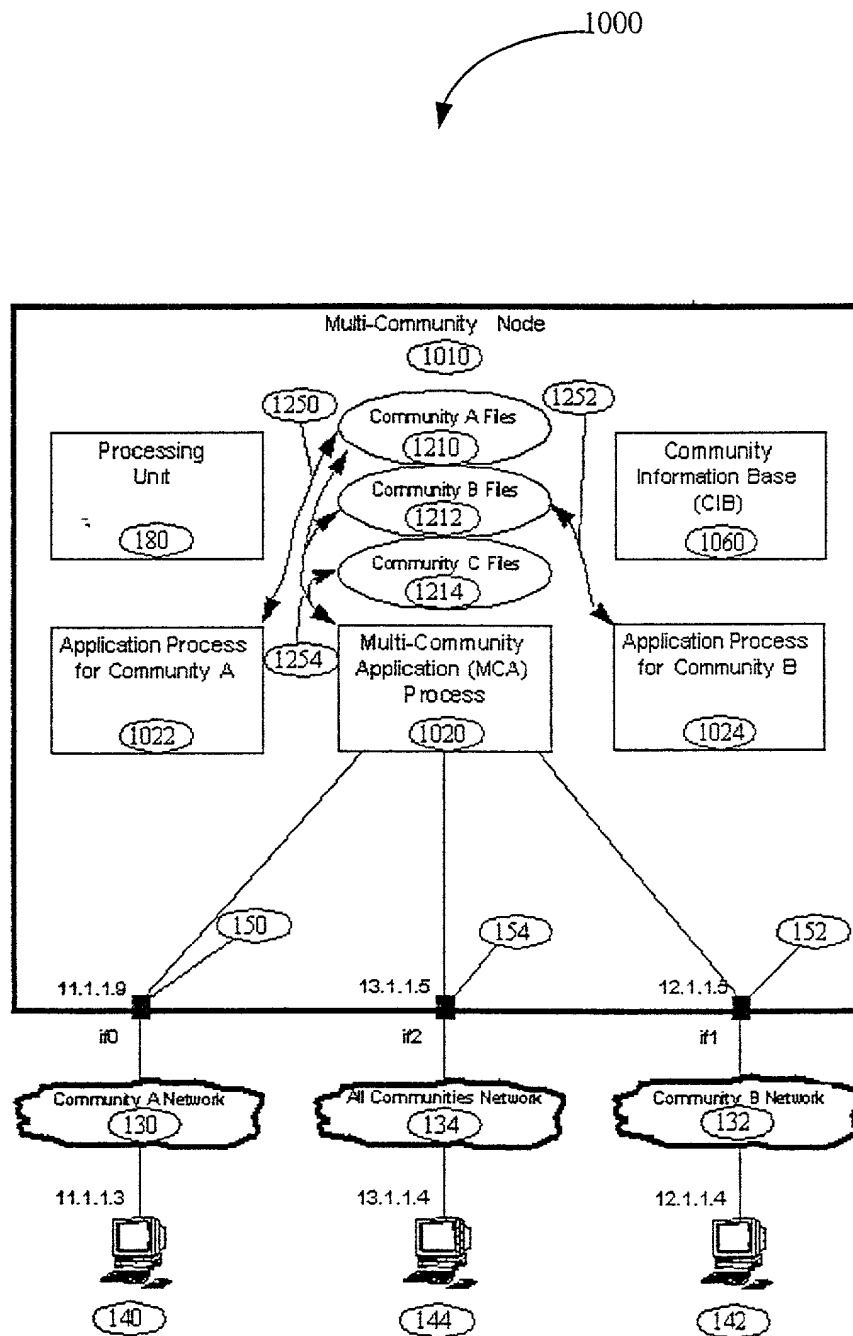 1000
Multi-Community Node
1010
1250
1252
Community A Files
1210
Processing
Unit
180
Community B Files
1212
Community
Information Base
(CIB)
1060
Community C Files
1214
Application Process
for Community A
1022
1254
Multi-Community
Application (MCA)
Process
1020
Application Process
for Community B
1024
150
154
152
11.1.1.9
13.1.1.5
12.1.1.5
if0
if2
if1
Community A Network
130
All Communities Network
134
Community B Network
132
11.1.1.3
13.1.1.4
12.1.1.4
140
144
142